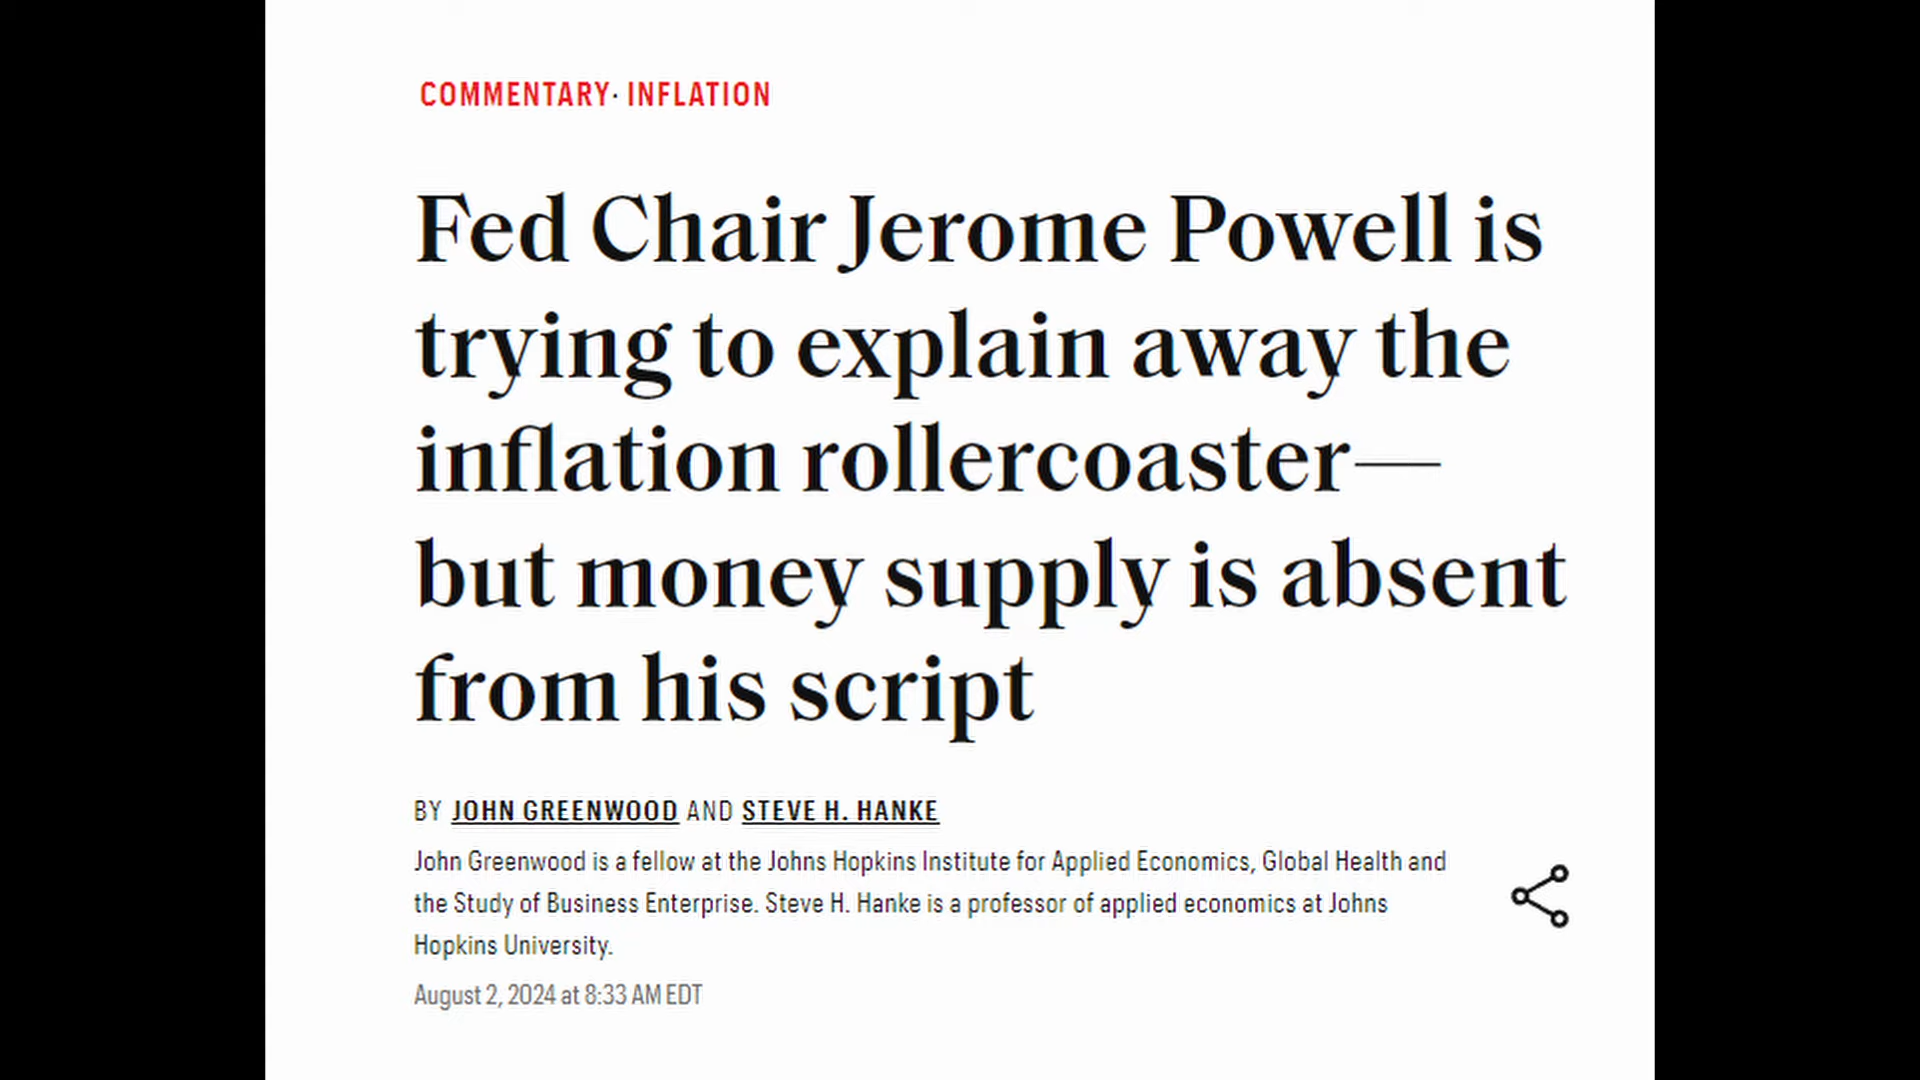 COMMENTARY· INFLATION
Fed Chair Jerome Powell is
trying to explain away the
inflation rollercoaster—
but money supply is absent
from his script
BY JOHN GREENWOOD AND STEVE H. HANKE
John Greenwood is a fellow at the Johns Hopkins Institute for Applied Economics, Global Health and
the Study of Business Enterprise. Steve H. Hanke is a professor of applied economics at Johns
Hopkins University.
August 2, 2024 at 8:33 AM EDT